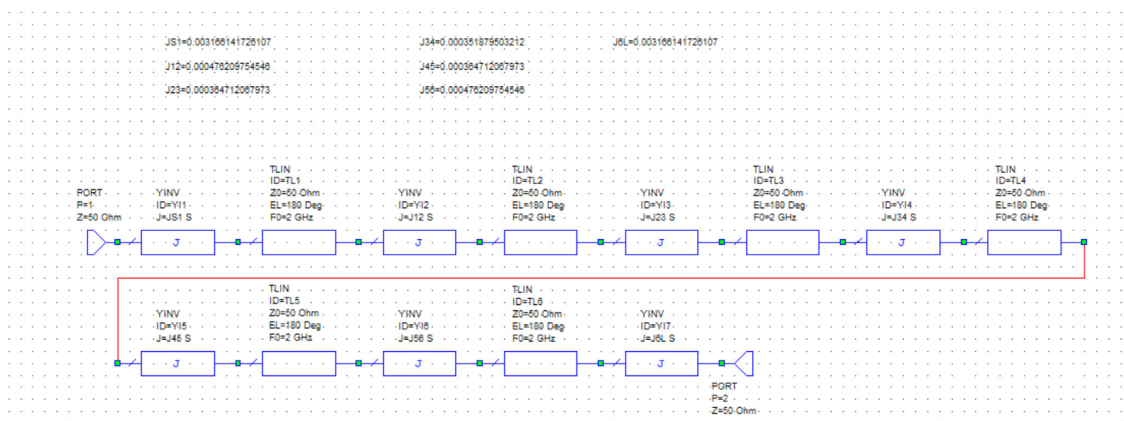 JS1=0.003166141726107
J34=0.000351879503212
J6L=0.003166141726107
J12=0.000476209754546
J45=0.000364712067973
J23=0.000364712067973
J56=0.000476209754546
PORT
P=1
Z=50 Ohm
YINV
ID=YI1
J=JS1 S
J
TLIN
ID=TL1
Z0=50 Ohm
EL=180 Deg
F0=2 GHz
YINV
ID=YI2
J=J12 S
J
TLIN
ID=TL2
Z0=50 Ohm
EL=180 Deg
F0=2 GHz
YINV
ID=YI3
J=J23 S
J
TLIN
ID=TL3
Z0=50 Ohm
EL=180 Deg
F0=2 GHz
YINV
ID=YI4
J=J34 S
J
TLIN
ID=TL4
Z0=50 Ohm
EL=180 Deg
F0=2 GHz
YINV
ID=YI5
J=J45 S
J
TLIN
ID=TL5
Z0=50 Ohm
EL=180 Deg
F0=2 GHz
YINV
ID=YI6
J=J56 S
J
TLIN
ID=TL6
Z0=50 Ohm
EL=180 Deg
F0=2 GHz
YINV
ID=YI7
J=J6L S
J
PORT
P=2
Z=50 Ohm